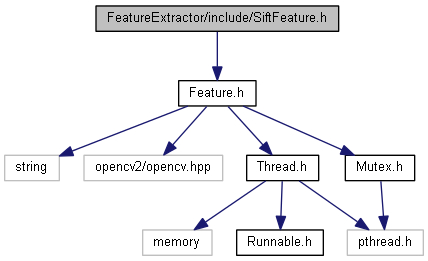 FeatureExtractor/include/SiftFeature.h
Feature.h
string
opencv2/opencv.hpp
Thread.h
Mutex.h
memory
Runnable.h
pthread.h